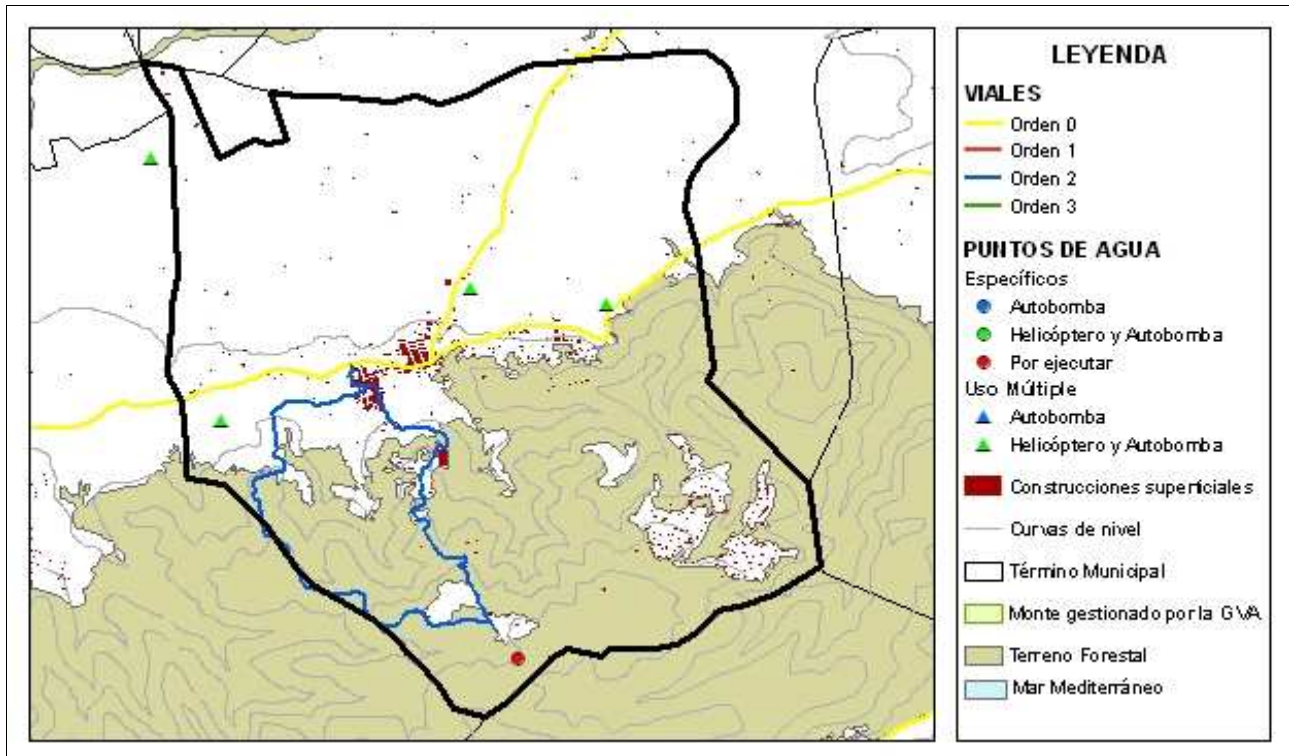 LEYENDA
VIALES
Orden 0
Orden 1
Orden 2
Orden 3
PUNTOS DE AGUA
Específicos
Autobomba
Helicóptero y Autobomba
Por ejecutar
Uso Múltiple
Autobomba
Helicóptero y Autobomba
Construcciones superficiales
Curvas de nivel
Término Municipal
Monte gestionado por la GVA
Terreno Forestal
Mar Mediterráneo